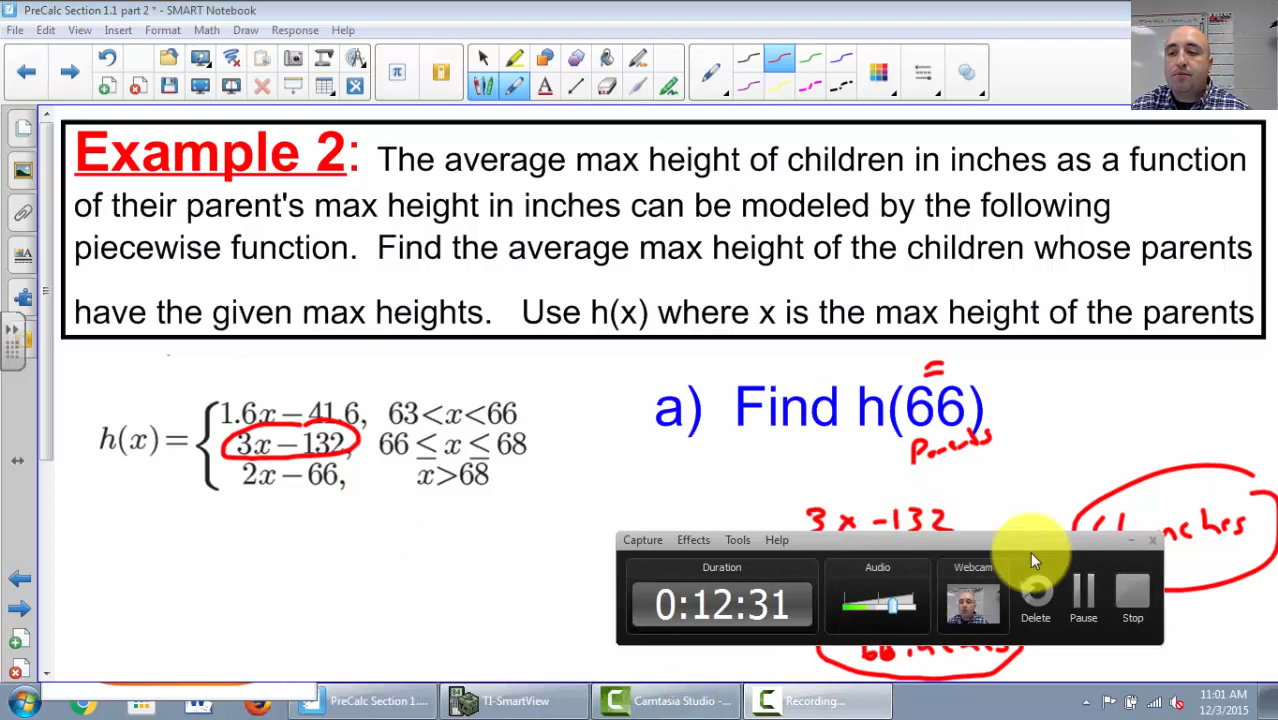 PreCalc Section 1.1 part 2 * - SMART Notebook
File Edit View Insert Format Math Draw Response Help
Example 2: The average max height of children in inches as a function
of their parent's max height in inches can be modeled by the following
piecewise function. Find the average max height of the children whose parents
have the given max heights. Use h(x) where x is the max height of the parents
h(x) = { 1.6x – 41.6, 63<x<66
3x – 132, 66 ≤ x ≤ 68
2x – 66, x>68
a) Find h(66)
=
Parents
3x - 132
inches
Capture Effects Tools Help
Duration Audio Webcam
0:12:31
Delete Pause Stop
66 inches
PreCalc Section 1.... TI-SmartView Camtasia Studio -... Recording...
11:01 AM
12/3/2015